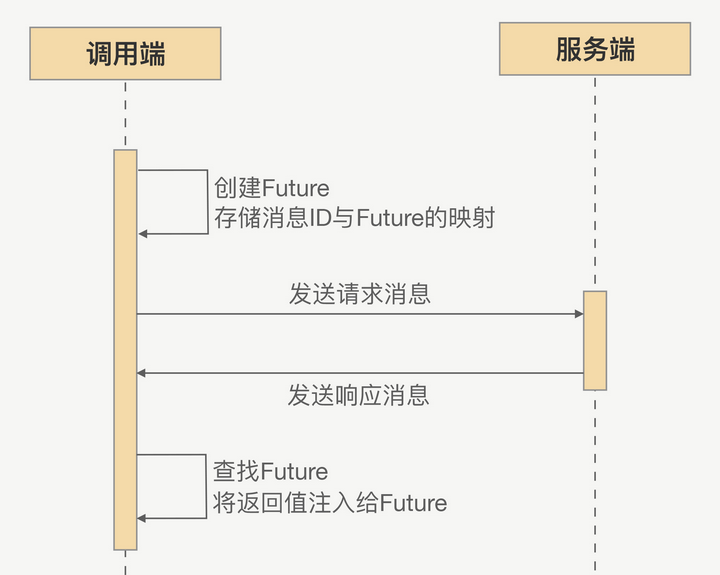 调用端
服务端
创建Future
存储消息ID与Future的映射
发送请求消息
发送响应消息
查找Future
将返回值注入给Future